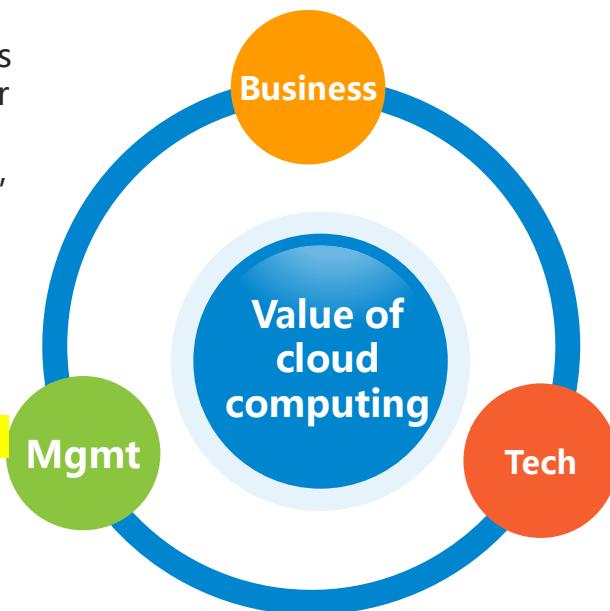 s
r
,
Business
Value of
cloud
computing
Mgmt
Tech